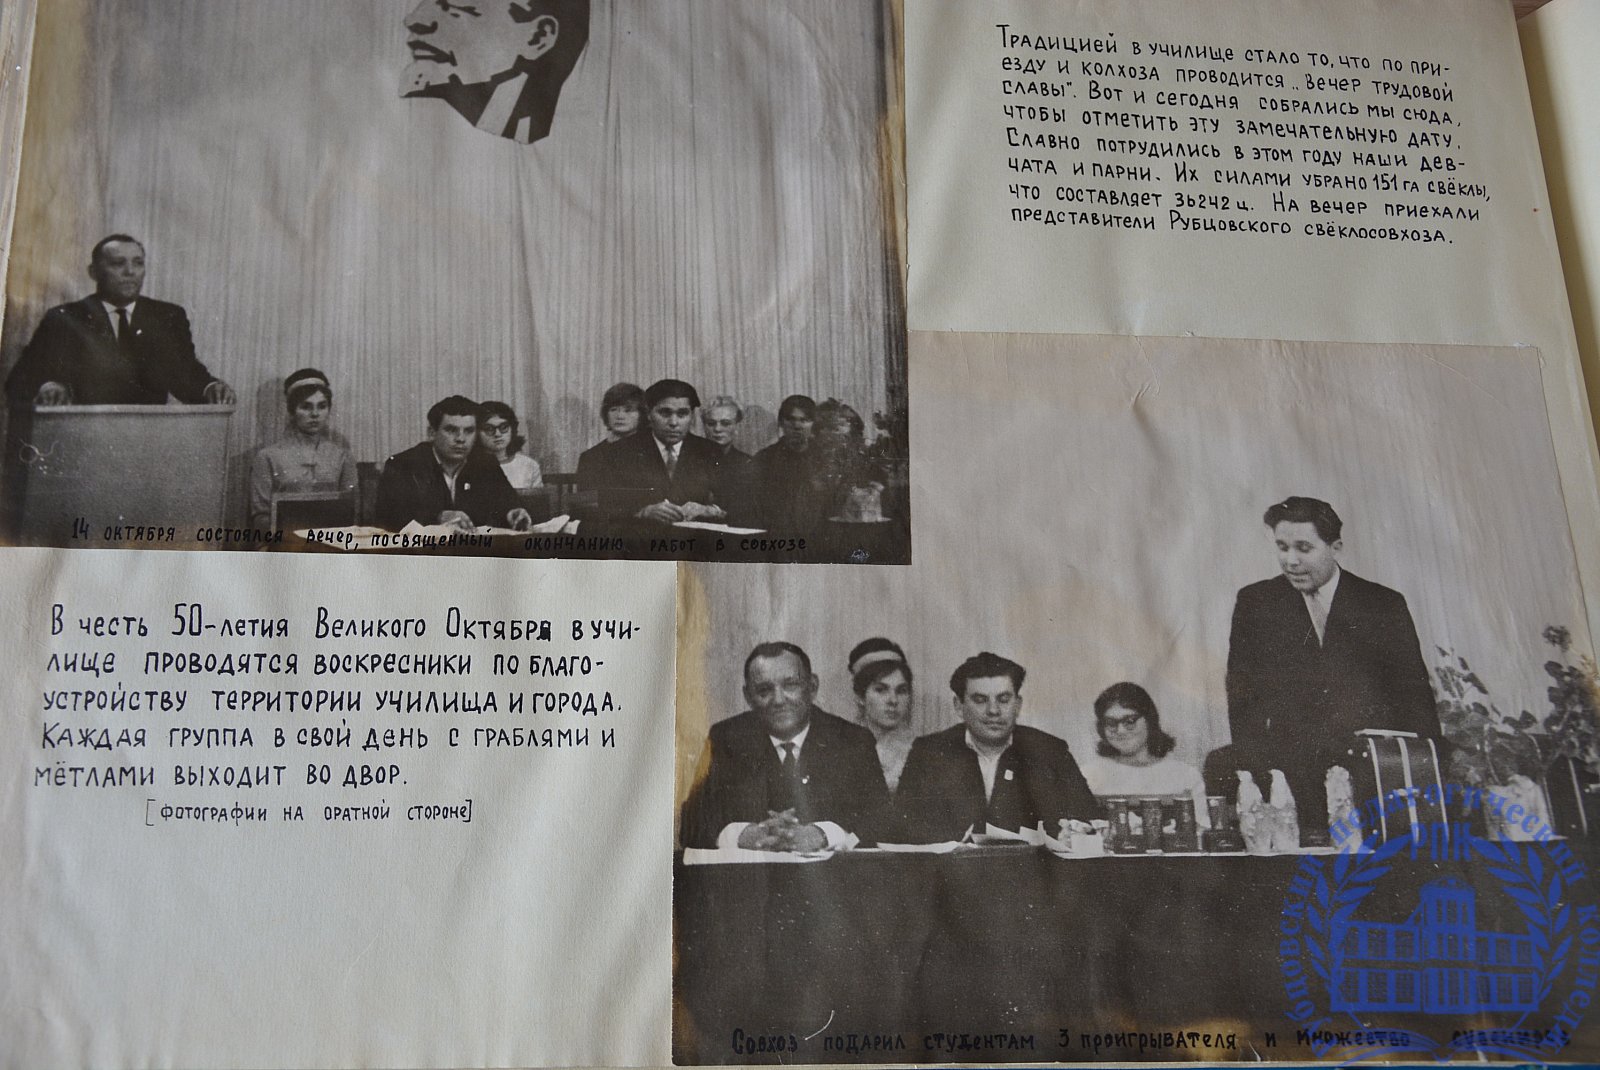 Традицией в училище стало то, что по при-
езду и колхоза проводится „вечер трудовой
славы". Вот и сегодня собрались мы сюда,
чтобы отметить эту замечательную дату.
Славно потрудились в этом году наши дев-
чата и парни. Их силами убрано 151 га свёклы,
что составляет 36242 ц. На вечер приехали
представители Рубцовского свёклосовхоза.
14 октября состоялся вечер, посвященный окончанию работ в совхозе
В честь 50-летия Великого Октября в учи-
лище проводятся воскресники по благо-
устройству территории училища и города.
Каждая группа в свой день с граблями и
мётлами выходит во двор.
[фотографии на оратной стороне]
Совхоз подарил студентам 3 проигрывателя и множество
педагогический
РПК
колледж